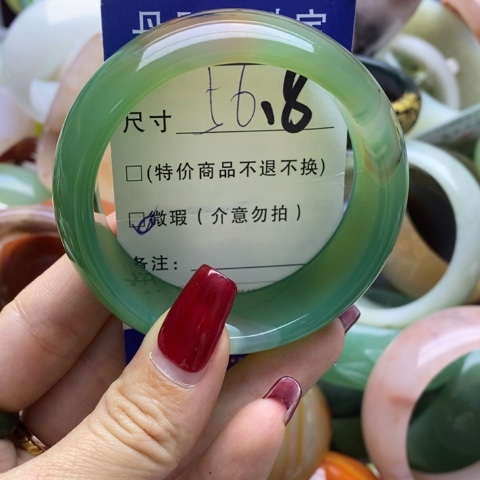 尺寸 56.8
□(特价商品不退不换)
☑微瑕（介意勿拍）
备注：